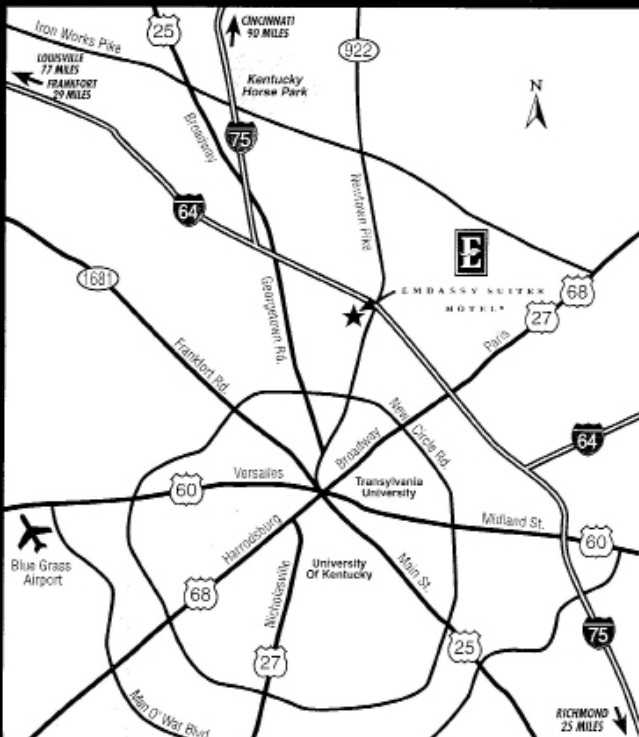 25
CINCINNATI
90 MILES
922
Iron Works Pike
LOUISVILLE
77 MILES
FRANKFORT
29 MILES
Kentucky
Horse Park
N
75
Broadway
64
Newtown Pike
E
EMBASSY SUITES
HOTEL®
1681
68
27
Georgetown Rd.
Paris
Frankfort Rd.
New Circle Rd.
Broadway
64
Versailles
60
Transylvania
University
Midland St.
60
Blue Grass
Airport
Harrodsburg
University
Of Kentucky
Main St.
68
Nicholasville
75
25
27
Man O' War Blvd.
RICHMOND
25 MILES